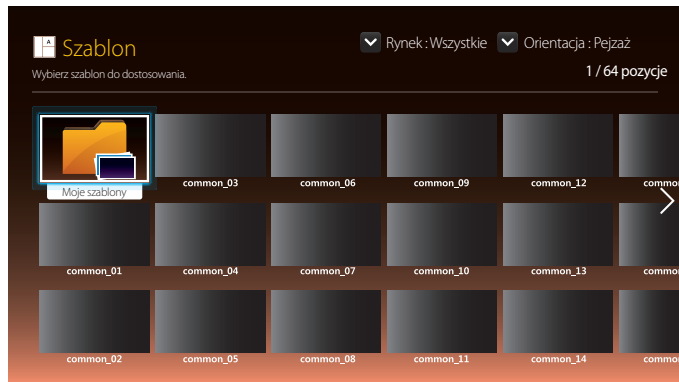 A
Szablon
Rynek : Wszystkie
Orientacja : Pejzaż
Wybierz szablon do dostosowania.
1 / 64 pozycje
Moje szablony
common_03
common_06
common_09
common_12
common_01
common_04
common_07
common_10
common_13
common_02
common_05
common_08
common_11
common_14